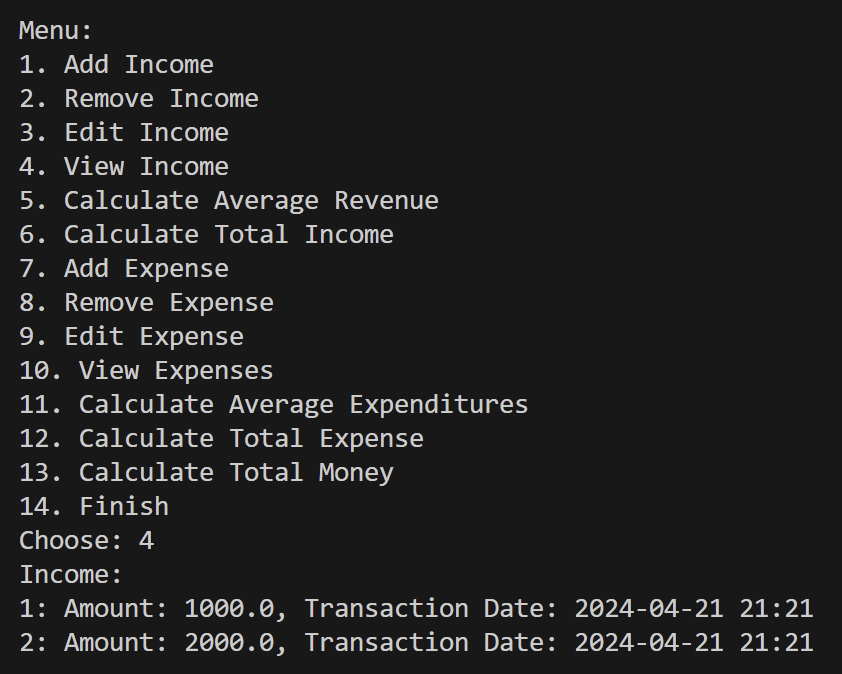 Menu:
1. Add Income
2. Remove Income
3. Edit Income
4. View Income
5. Calculate Average Revenue
6. Calculate Total Income
7. Add Expense
8. Remove Expense
9. Edit Expense
10. View Expenses
11. Calculate Average Expenditures
12. Calculate Total Expense
13. Calculate Total Money
14. Finish
Choose: 4
Income:
1: Amount: 1000.0, Transaction Date: 2024-04-21 21:21
2: Amount: 2000.0, Transaction Date: 2024-04-21 21:21